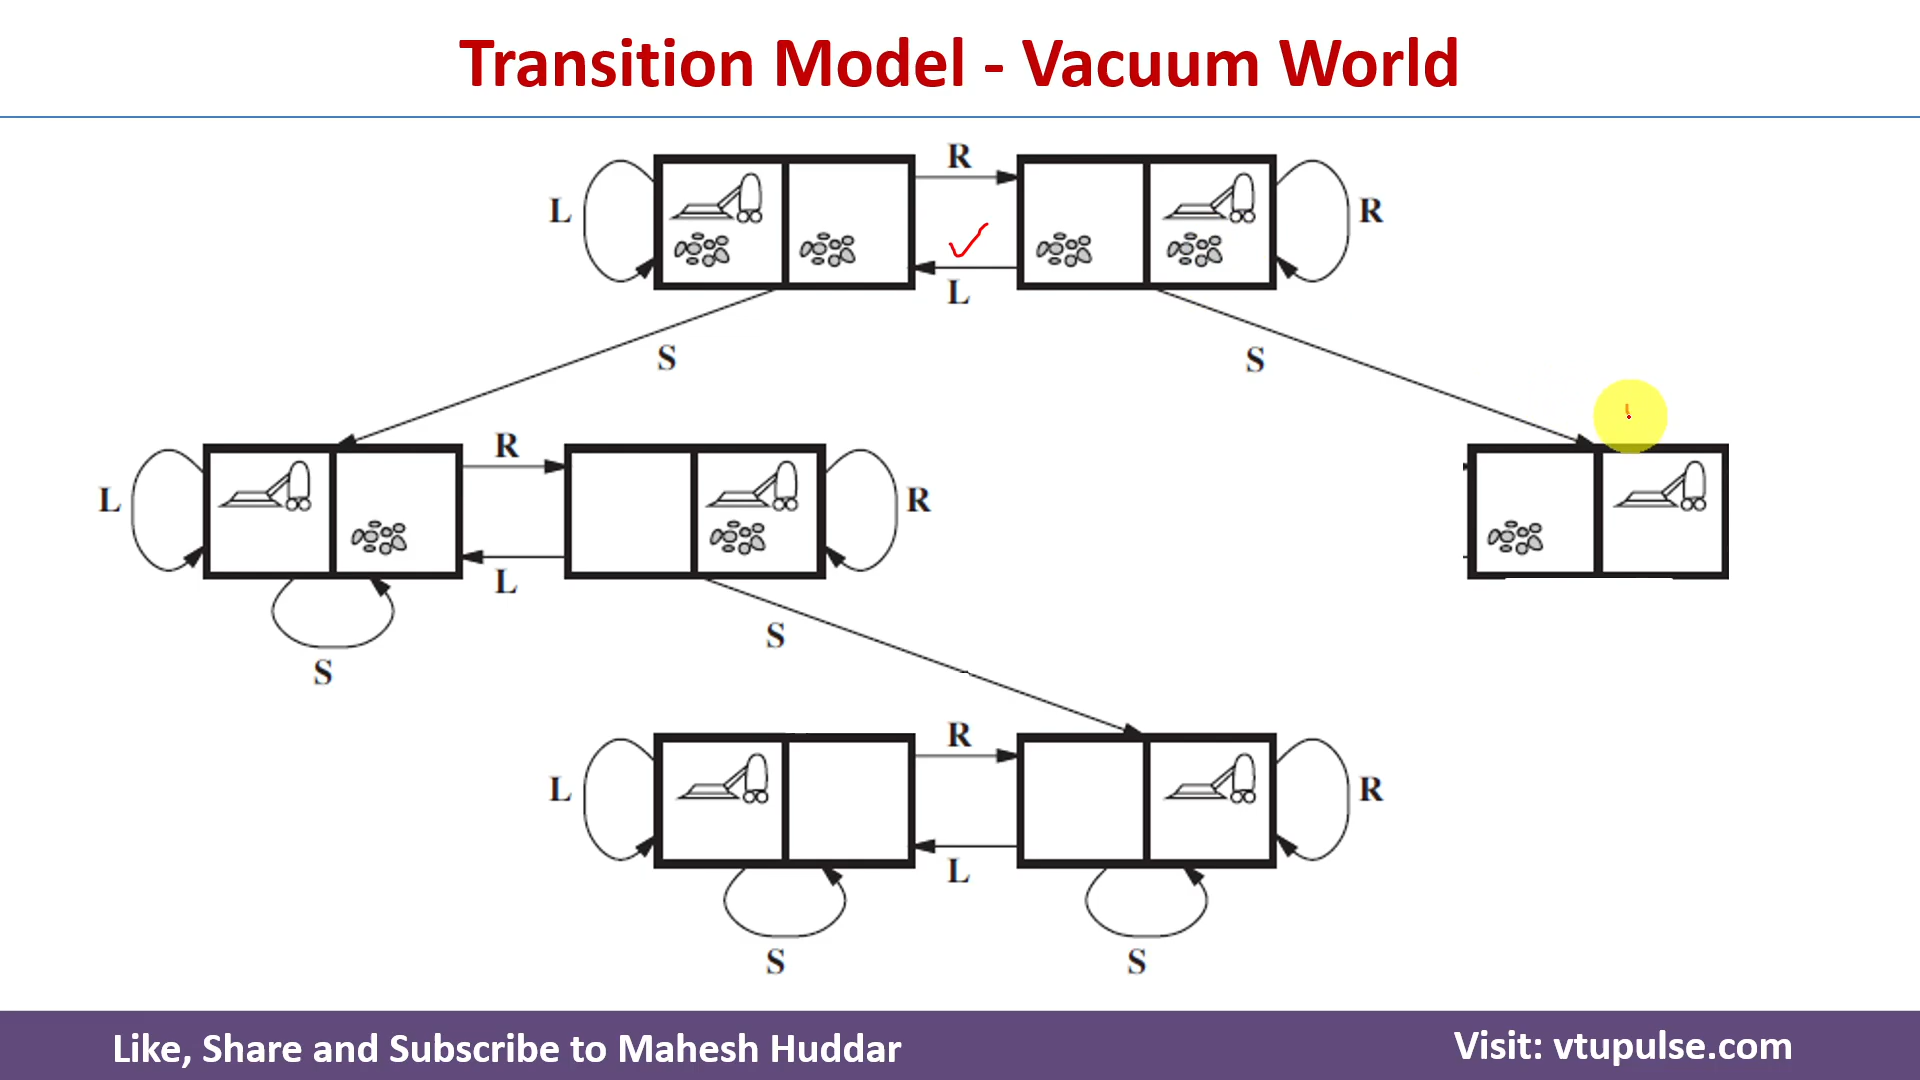 Transition Model - Vacuum World
R
L
R
L
S
S
R
L
R
L
S
S
R
L
R
L
S
S
Like, Share and Subscribe to Mahesh Huddar
Visit: vtupulse.com